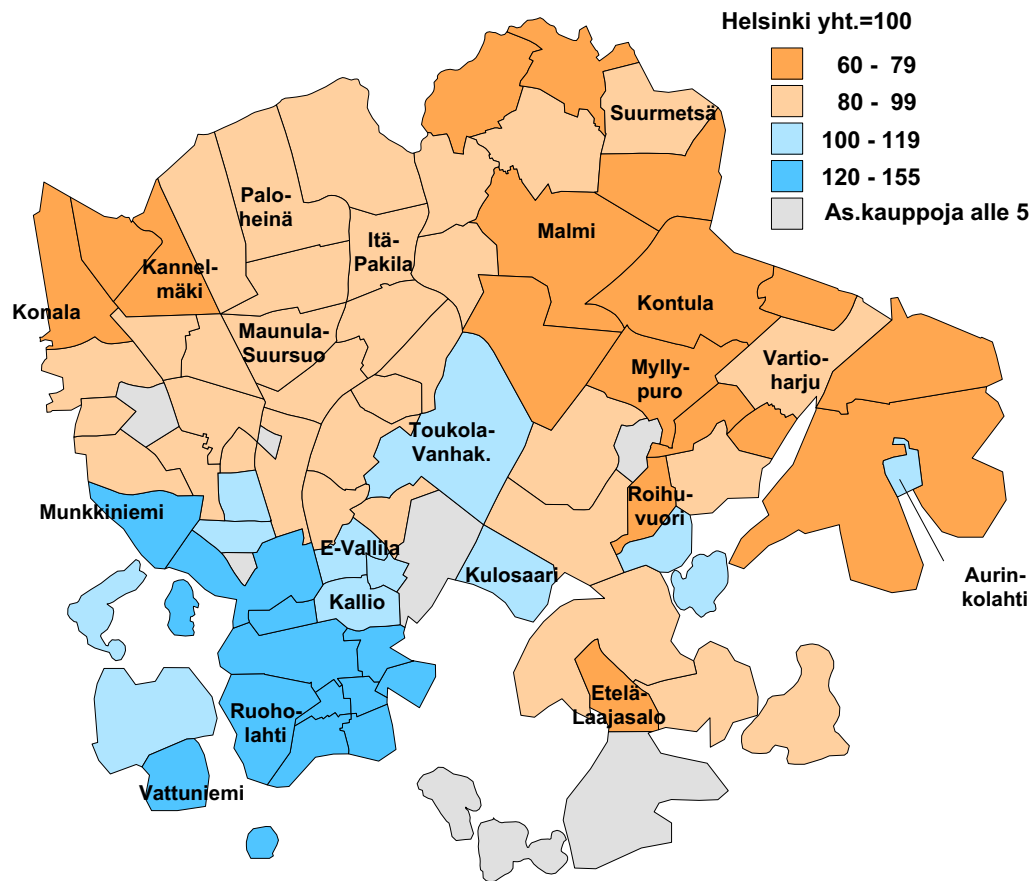 Helsinki yht.=100
60 - 79
80 - 99
100 - 119
120 - 155
As.kauppoja alle 5
Suurmetsä
Palo-
heinä
Itä-
Pakila
Malmi
Kannel-
mäki
Konala
Kontula
Maunula-
Suursuo
Vartio-
harju
Mylly-
puro
Toukola-
Vanhak.
Roihu-
vuori
Munkkiniemi
E-Vallila
Kulosaari
Aurin-
kolahti
Kallio
Etelä-
Laajasalo
Ruoho-
lahti
Vattuniemi